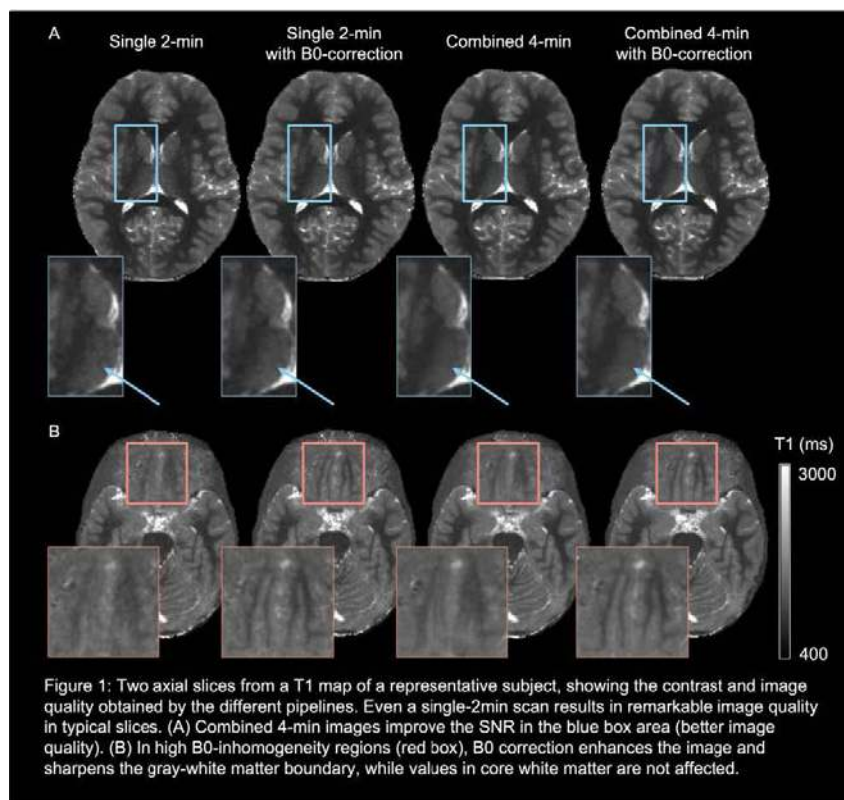 A
Single 2-min
Single 2-min
with B0-correction
Combined 4-min
Combined 4-min
with B0-correction
B
T1 (ms)
3000
400
Figure 1: Two axial slices from a T1 map of a representative subject, showing the contrast and image
quality obtained by the different pipelines. Even a single-2min scan results in remarkable image quality
in typical slices. (A) Combined 4-min images improve the SNR in the blue box area (better image
quality). (B) In high B0-inhomogeneity regions (red box), B0 correction enhances the image and
sharpens the gray-white matter boundary, while values in core white matter are not affected.